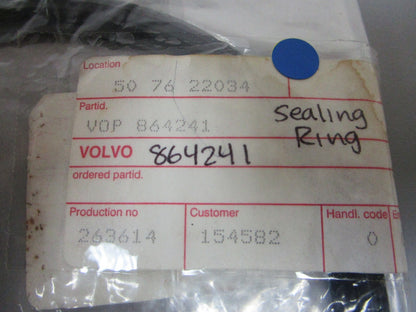 Location
50 76 22034
Partid.
VOP 864241
Sealing
Ring
VOLVO 864241
ordered partid.
Production no Customer Handl. code
263614 154582 0